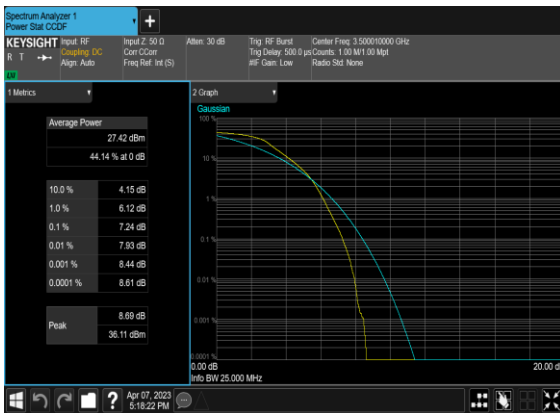 Spectrum Analyzer 1
Power Stat CCDF
+
KEYSIGHT
R T
LV
Input: RF
Coupling: DC
Align: Auto
Input Z: 50 Ω
Corr CCorr
Freq Ref: Int (S)
Atten: 30 dB
Trig: RF Burst
Trig Delay: 500.0 µs
#IF Gain: Low
Center Freq: 3.500010000 GHz
Counts: 1.00 M/1.00 Mpt
Radio Std: None
1 Metrics
Average Power
27.42 dBm
44.14 % at 0 dB
10.0 % 4.15 dB
1.0 % 6.12 dB
0.1 % 7.24 dB
0.01 % 7.93 dB
0.001 % 8.44 dB
0.0001 % 8.61 dB
Peak
8.69 dB
36.11 dBm
2 Graph
Gaussian
100 %
10 %
1 %
0.1 %
0.01 %
0.001 %
0.0001 %
0.00 dB
20.00 d
Info BW 25.000 MHz
?
Apr 07, 2023
5:18:22 PM